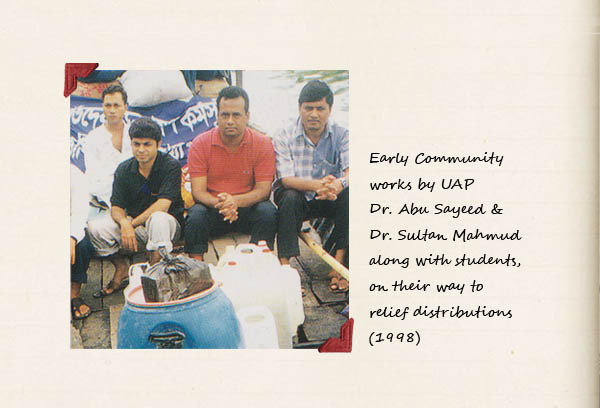 Early Community
works by UAP
Dr. Abu Sayeed &
Dr. Sultan Mahmud
along with students,
on their way to
relief distributions
(1998)